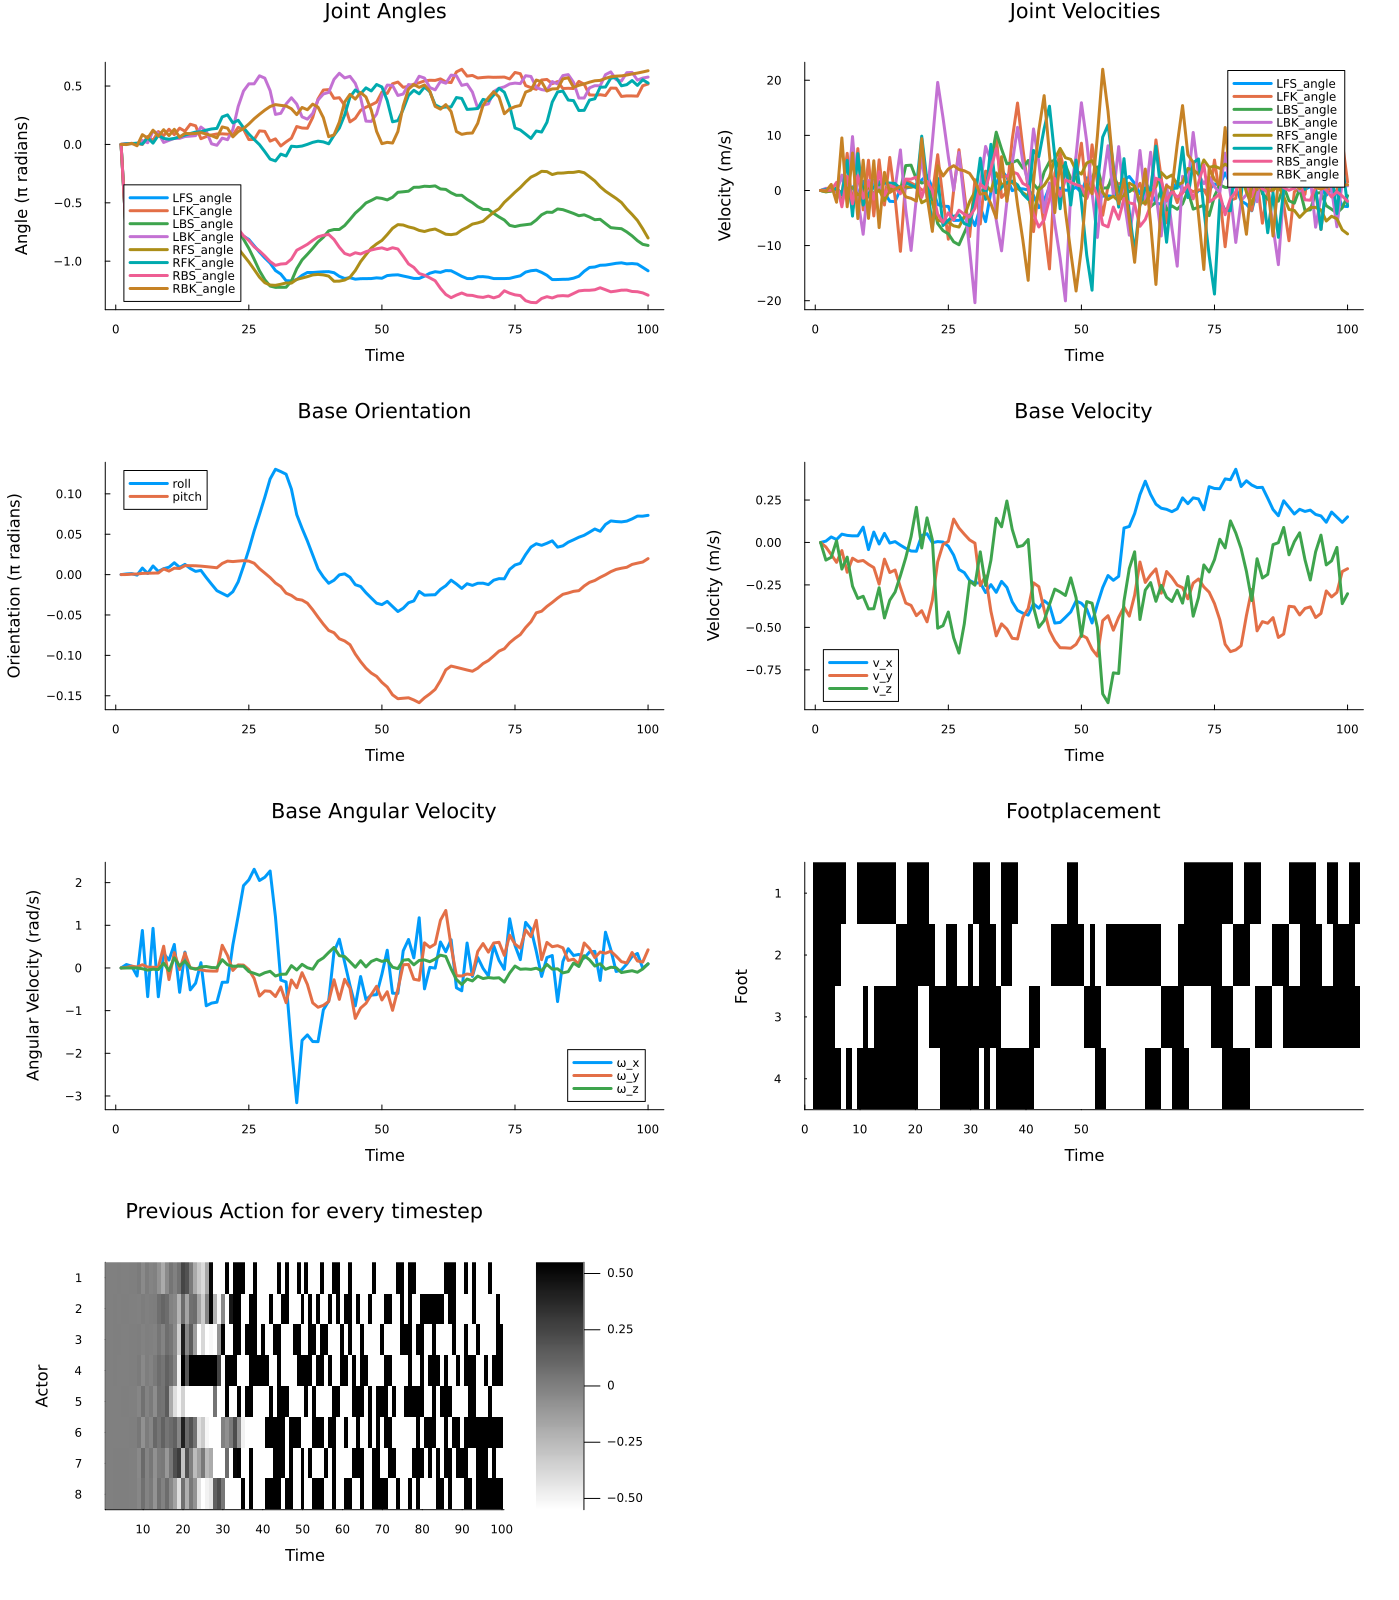 Joint Angles
Angle (π radians)
0.5
0.0
−0.5
−1.0
LFS_angle
LFK_angle
LBS_angle
LBK_angle
RFS_angle
RFK_angle
RBS_angle
RBK_angle
0 25 50 75 100
Time
Joint Velocities
Velocity (m/s)
20
10
0
−10
−20
LFS_angle
LFK_angle
LBS_angle
LBK_angle
RFS_angle
RFK_angle
RBS_angle
RBK_angle
0 25 50 75 100
Time
Base Orientation
Orientation (π radians)
0.10
0.05
0.00
−0.05
−0.10
−0.15
roll
pitch
0 25 50 75 100
Time
Base Velocity
Velocity (m/s)
0.25
0.00
−0.25
−0.50
−0.75
v_x
v_y
v_z
0 25 50 75 100
Time
Base Angular Velocity
Angular Velocity (rad/s)
2
1
0
−1
−2
−3
ω_x
ω_y
ω_z
0 25 50 75 100
Time
Footplacement
Foot
1
2
3
4
0 10 20 30 40 50
Time
Previous Action for every timestep
Actor
1
2
3
4
5
6
7
8
10 20 30 40 50 60 70 80 90 100
Time
0.50
0.25
0
−0.25
−0.50